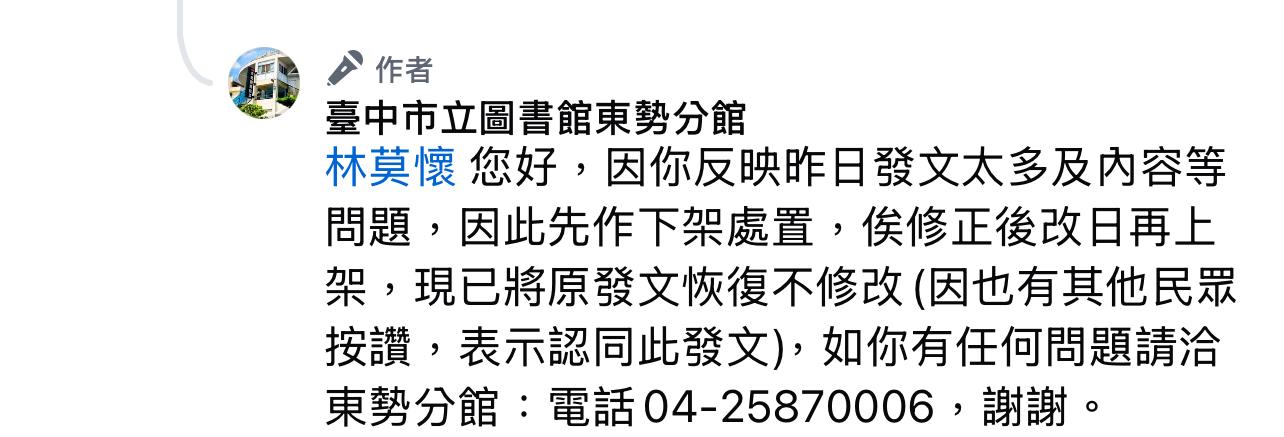 作者
臺中市立圖書館東勢分館
林莫懷 您好，因你反映昨日發文太多及內容等
問題，因此先作下架處置，俟修正後改日再上
架，現已將原發文恢復不修改 (因也有其他民眾
按讚，表示認同此發文)，如你有任何問題請洽
東勢分館：電話 04-25870006，謝謝。